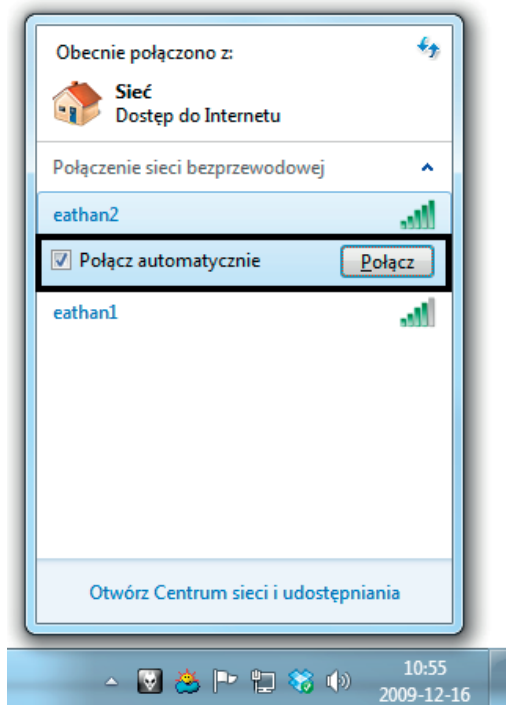 Obecnie połączono z:
Sieć
Dostęp do Internetu
Połączenie sieci bezprzewodowej
eathan2
Połącz automatycznie
Połącz
eathan1
Otwórz Centrum sieci i udostępniania
10:55
2009-12-16